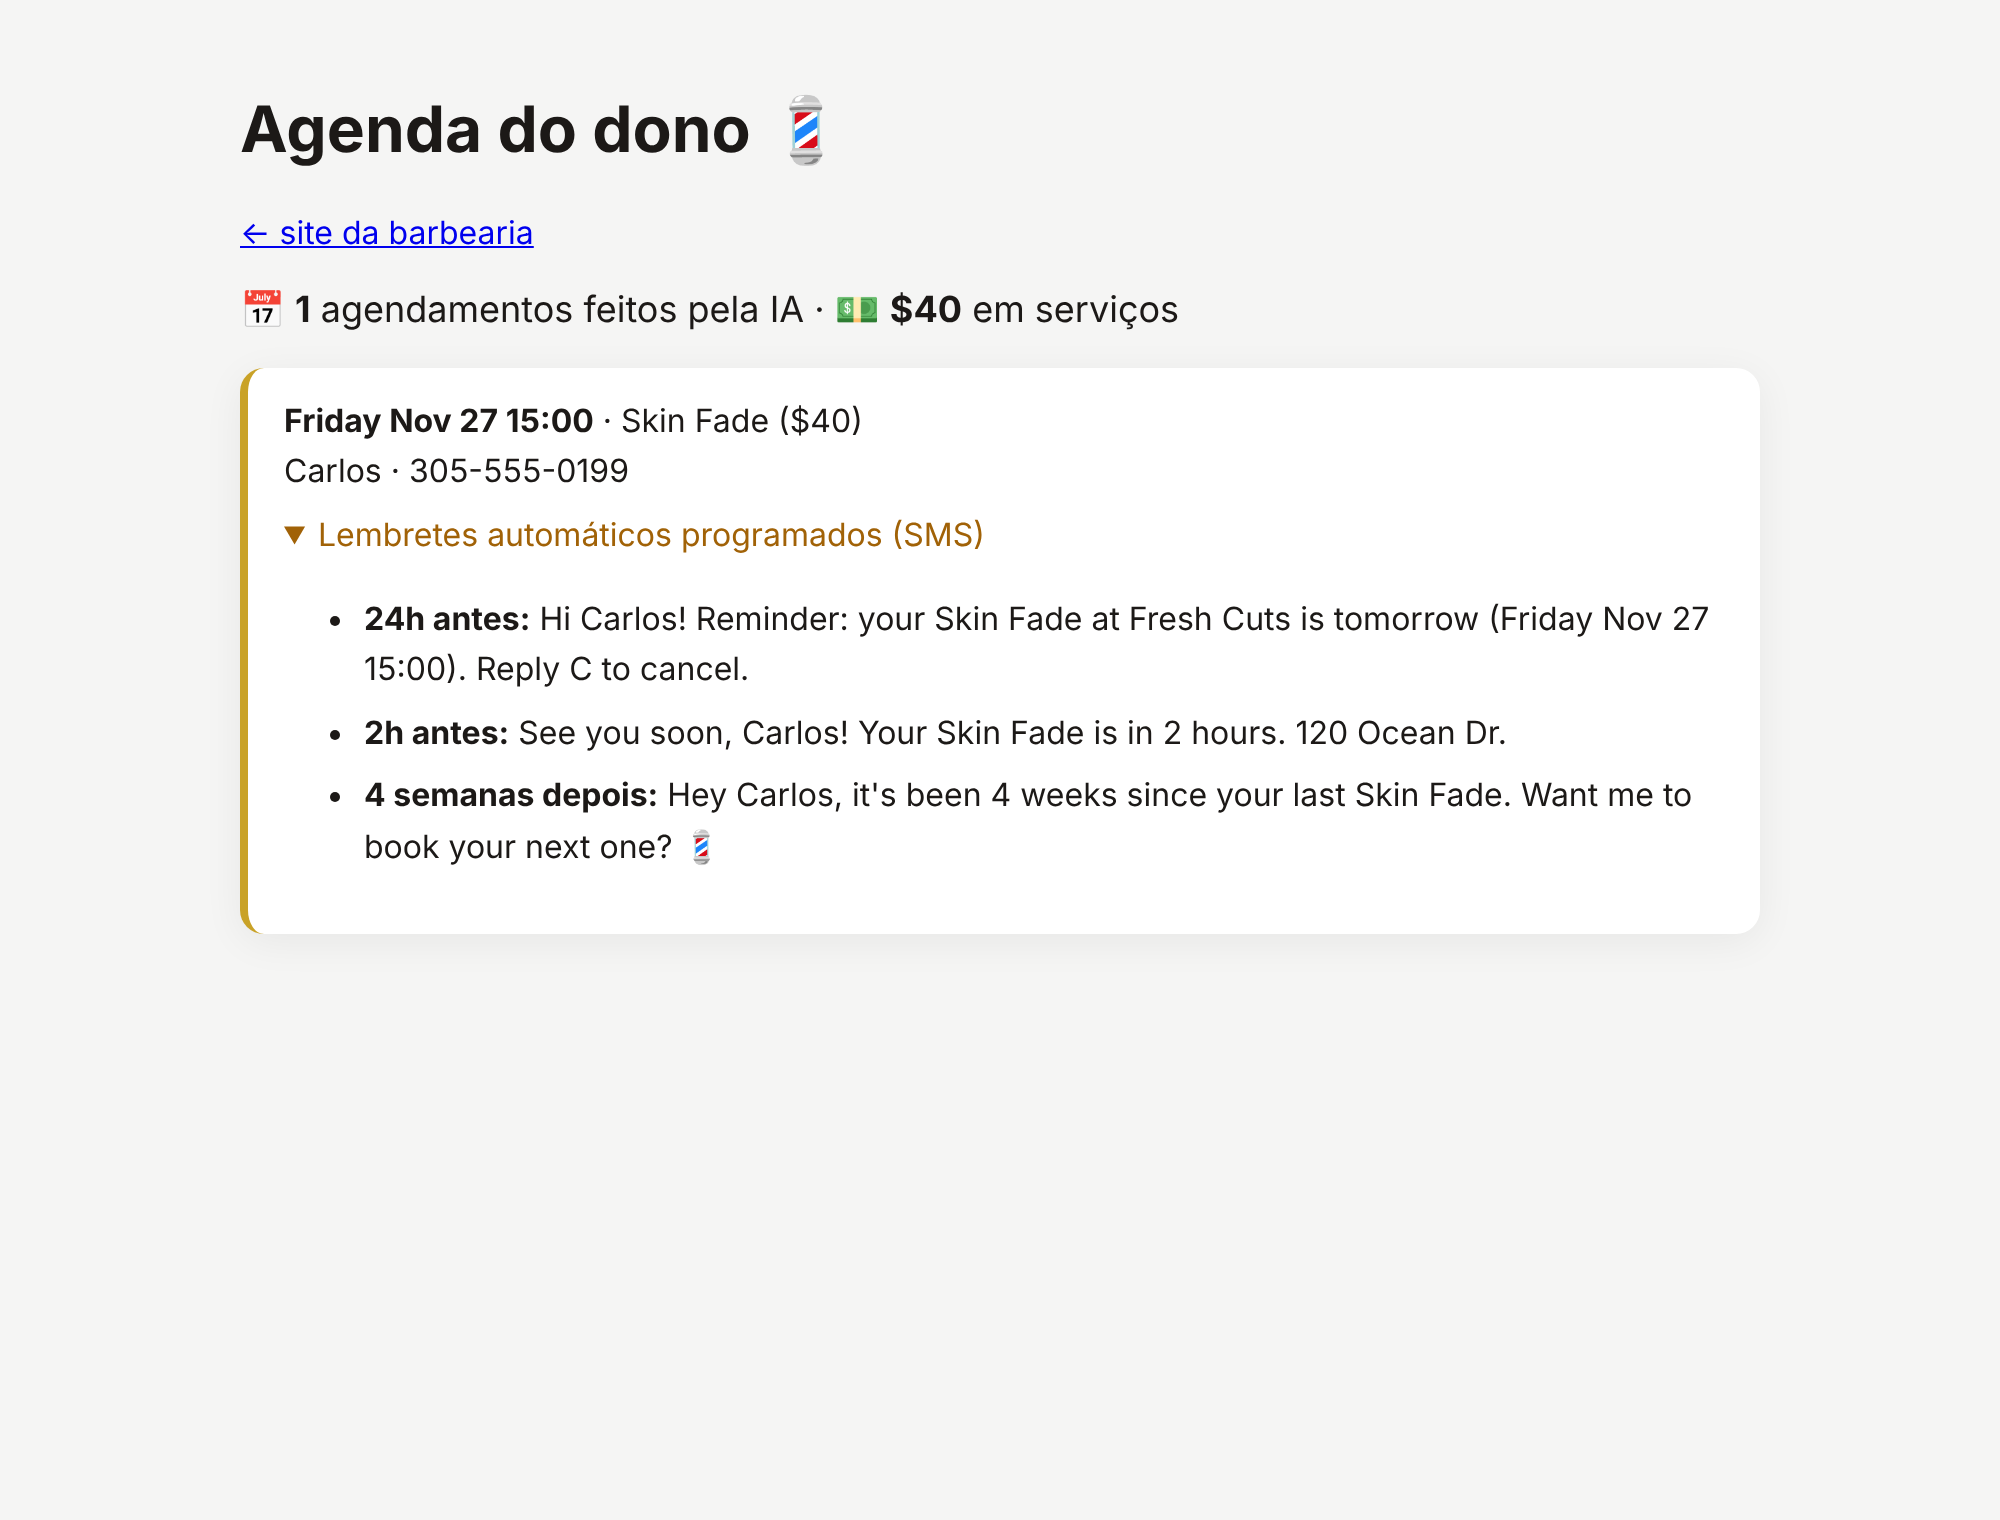 Agenda do dono 💈
← site da barbearia
📅 1 agendamentos feitos pela IA · 💵 $40 em serviços
Friday Nov 27 15:00 · Skin Fade ($40)
Carlos · 305-555-0199
▼ Lembretes automáticos programados (SMS)
• 24h antes: Hi Carlos! Reminder: your Skin Fade at Fresh Cuts is tomorrow (Friday Nov 27
15:00). Reply C to cancel.
• 2h antes: See you soon, Carlos! Your Skin Fade is in 2 hours. 120 Ocean Dr.
• 4 semanas depois: Hey Carlos, it's been 4 weeks since your last Skin Fade. Want me to
book your next one? 💈